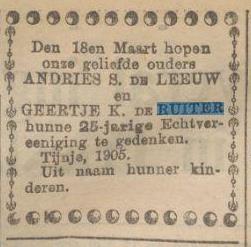 Den 18en Maart hopen
onze geliefde ouders
ANDRIES S. DE LEEUW
en
GEERTJE K. DE RUITER
hunne 25-jarige Echtver-
eeniging te gedenken.
Tijnje, 1905.
Uit naam hunner kin-
deren.